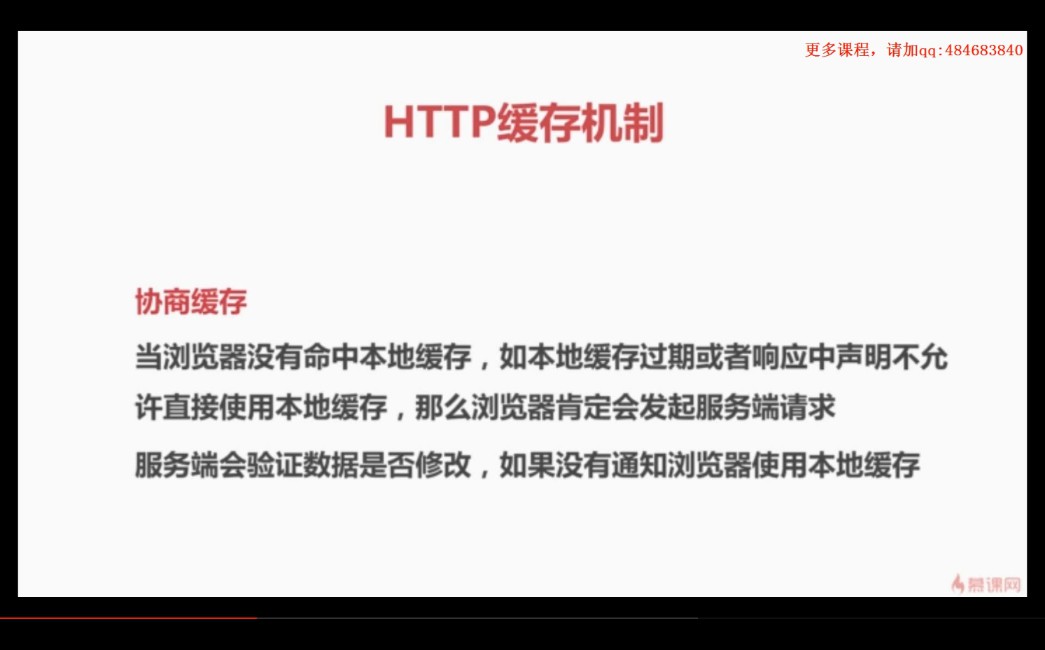 更多课程，请加qq:484683840
HTTP缓存机制
协商缓存
当浏览器没有命中本地缓存，如本地缓存过期或者响应中声明不允
许直接使用本地缓存，那么浏览器肯定会发起服务端请求
服务端会验证数据是否修改，如果没有通知浏览器使用本地缓存
慕课网